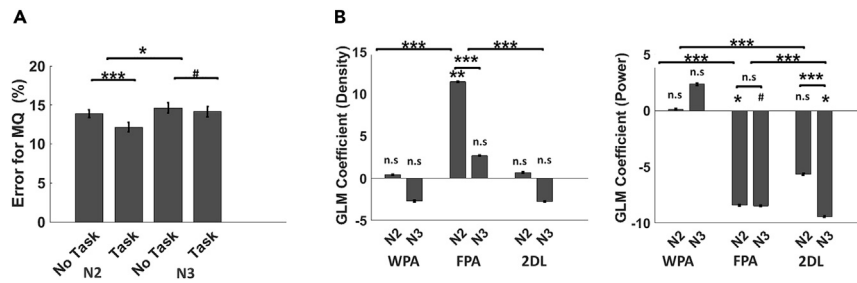 A
Error for MQ (%)
20
15
10
5
0
*
***
#
No Task
Task
No Task
Task
N2
N3
B
GLM Coefficient (Density)
15
10
5
0
-5
*** ***
***
**
n.s
n.s n.s
n.s n.s
N2 N3 N2 N3 N2 N3
WPA FPA 2DL
GLM Coefficient (Power)
5
0
-5
-10
***
*** ***
n.s
n.s n.s ***
* # n.s *
N2 N3 N2 N3 N2 N3
WPA FPA 2DL